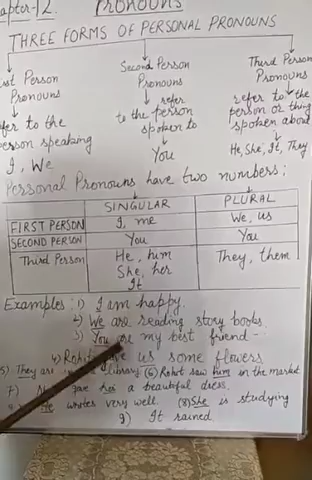 apter-12. Pronouns
THREE FORMS OF PERSONAL PRONOUNS
rst Person Pronouns
efer to the person speaking
I, We
Second Person Pronouns
refer to the person spoken to
You
Third Person Pronouns
refer to the person or thing spoken about
He, She, It, They
Personal Pronouns have two numbers:
SINGULAR PLURAL
FIRST PERSON I, me We, us
SECOND PERSON You You
Third Person He, him They, them
She, her
It
Examples: 1) I am happy.
2) We are reading story books.
3) You are my best friend.
4) Rohit us some flowers
5) They are library (6) Rohit saw him in the market
7) gave her a beautiful dress.
He writes very well. (8) She is studying
9) It rained